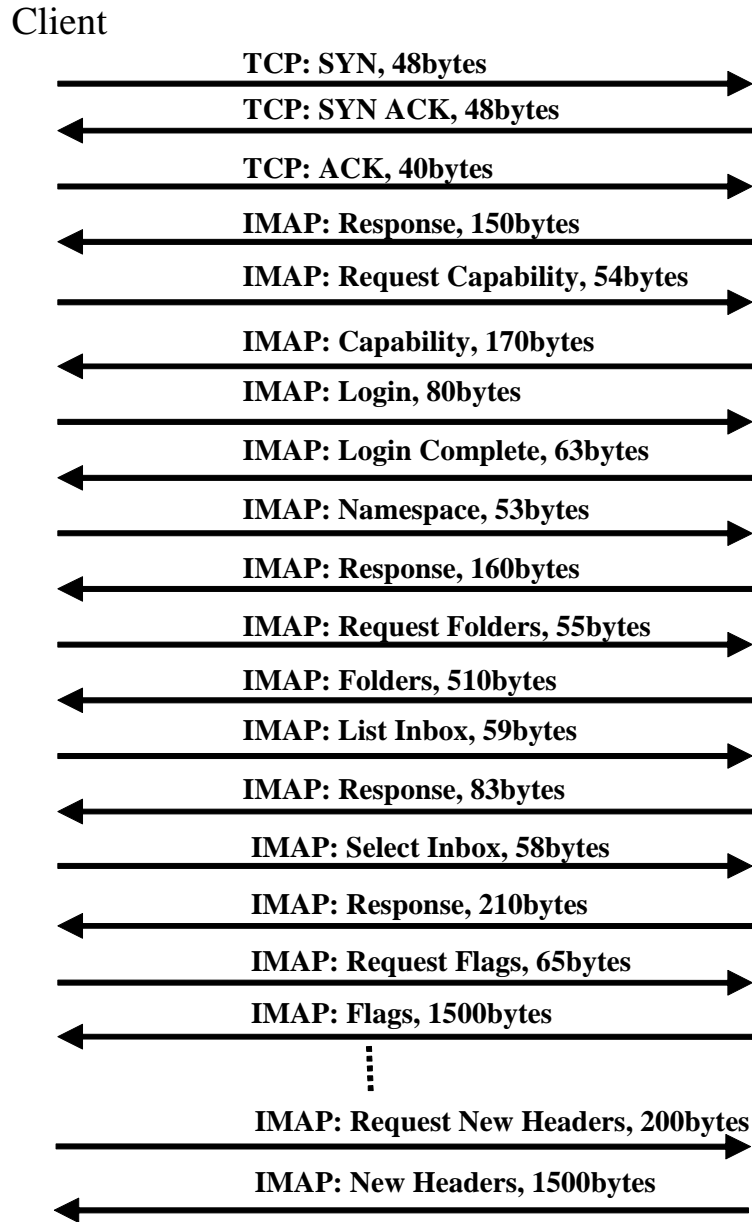 Client
TCP: SYN, 48bytes
TCP: SYN ACK, 48bytes
TCP: ACK, 40bytes
IMAP: Response, 150bytes
IMAP: Request Capability, 54bytes
IMAP: Capability, 170bytes
IMAP: Login, 80bytes
IMAP: Login Complete, 63bytes
IMAP: Namespace, 53bytes
IMAP: Response, 160bytes
IMAP: Request Folders, 55bytes
IMAP: Folders, 510bytes
IMAP: List Inbox, 59bytes
IMAP: Response, 83bytes
IMAP: Select Inbox, 58bytes
IMAP: Response, 210bytes
IMAP: Request Flags, 65bytes
IMAP: Flags, 1500bytes
IMAP: Request New Headers, 200bytes
IMAP: New Headers, 1500bytes